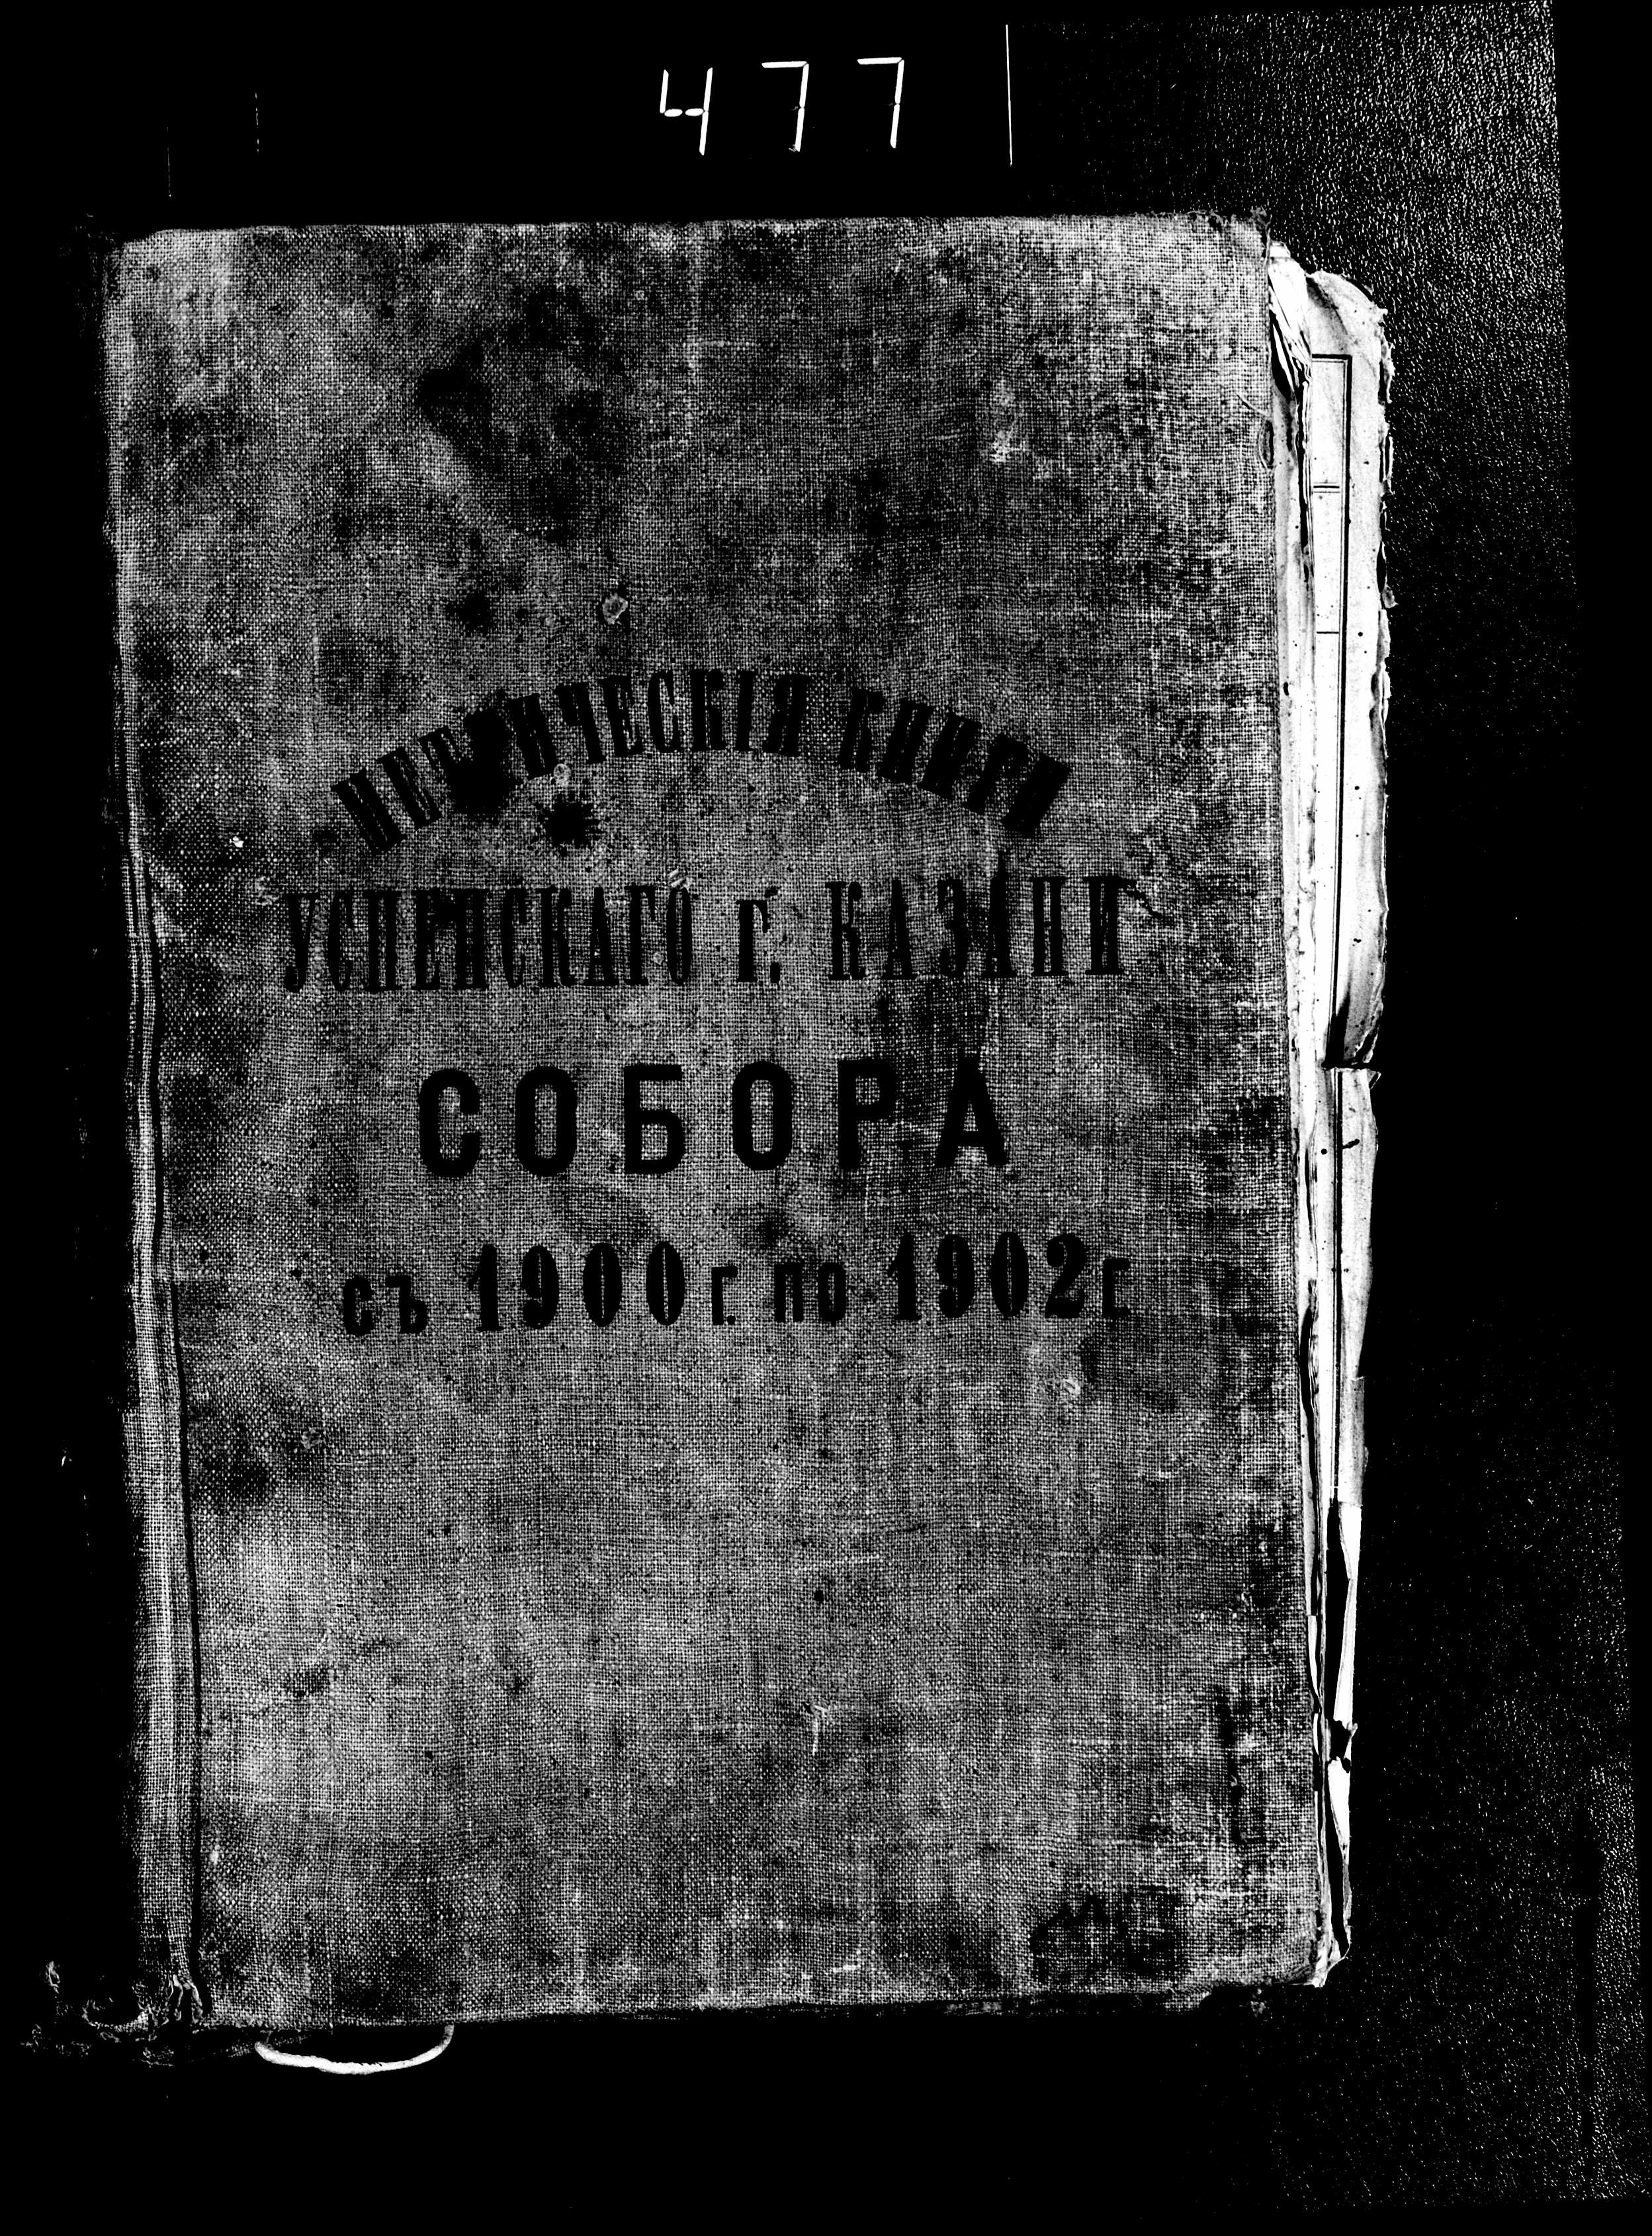 477
МЕТРИЧЕСКІЯ КНИГИ
УСПЕНСКАГО г. КАЗАНИ
СОБОРА
съ 1900 г. по 1902 г.